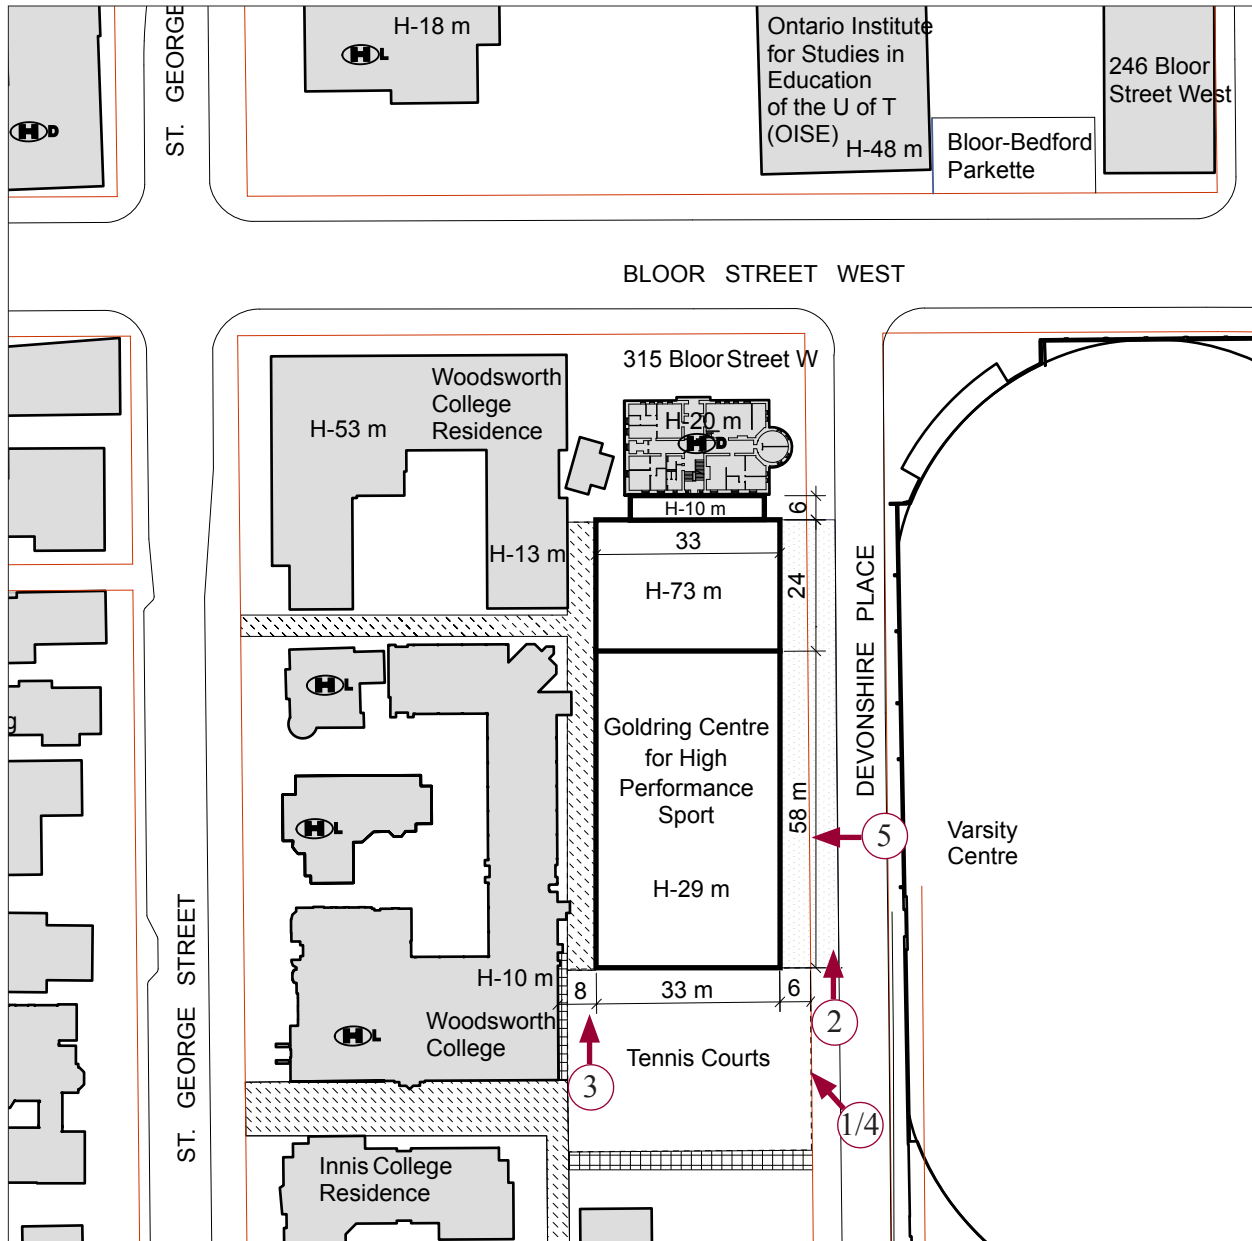 H-18 m
H L
ST. GEORGE
H D
Ontario Institute
for Studies in
Education
of the U of T
(OISE)
H-48 m
246 Bloor
Street West
Bloor-Bedford
Parkette
BLOOR STREET WEST
315 Bloor Street W
Woodsworth
College
Residence
H-53 m
H-13 m
H-20 m
H D
H-10 m
6
33
24
H-73 m
DEVONSHIRE PLACE
H L
g
Goldring Centre
for High
Performance
Sport
58 m
5
Varsity
Centre
H L
H-29 m
ST. GEORGE STREET
H-10 m
8
33 m
6
2
Woodsworth
College
H L
3
Tennis Courts
1/4
Innis College
Residence